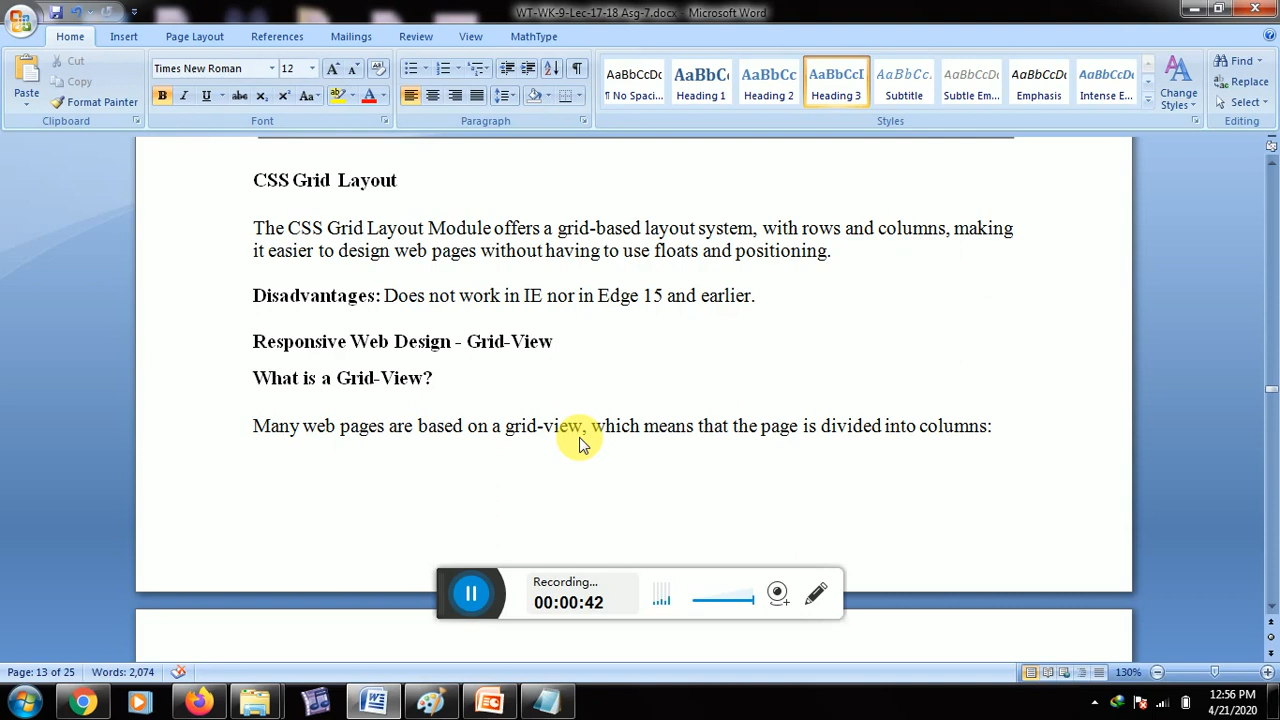 WT-WK-9-Lec-17-18 Asg-7.docx - Microsoft Word
Home Insert Page Layout References Mailings Review View MathType
Paste
Cut
Copy
Format Painter
Clipboard
Times New Roman 12
B I U abc x₂ x² Aa A
Font
Paragraph
AaBbCcDc AaBbC AaBbCc AaBbCcI AaBbCc. AaBbCcDc AaBbCcDc AaBbCcDc
¶ No Spaci... Heading 1 Heading 2 Heading 3 Subtitle Subtle Em... Emphasis Intense E...
Change Styles
Styles
Find
Replace
Select
Editing
CSS Grid Layout
The CSS Grid Layout Module offers a grid-based layout system, with rows and columns, making
it easier to design web pages without having to use floats and positioning.
Disadvantages: Does not work in IE nor in Edge 15 and earlier.
Responsive Web Design - Grid-View
What is a Grid-View?
Many web pages are based on a grid-view, which means that the page is divided into columns:
Recording...
00:00:42
Page: 13 of 25 Words: 2,074 130%
12:56 PM
4/21/2020